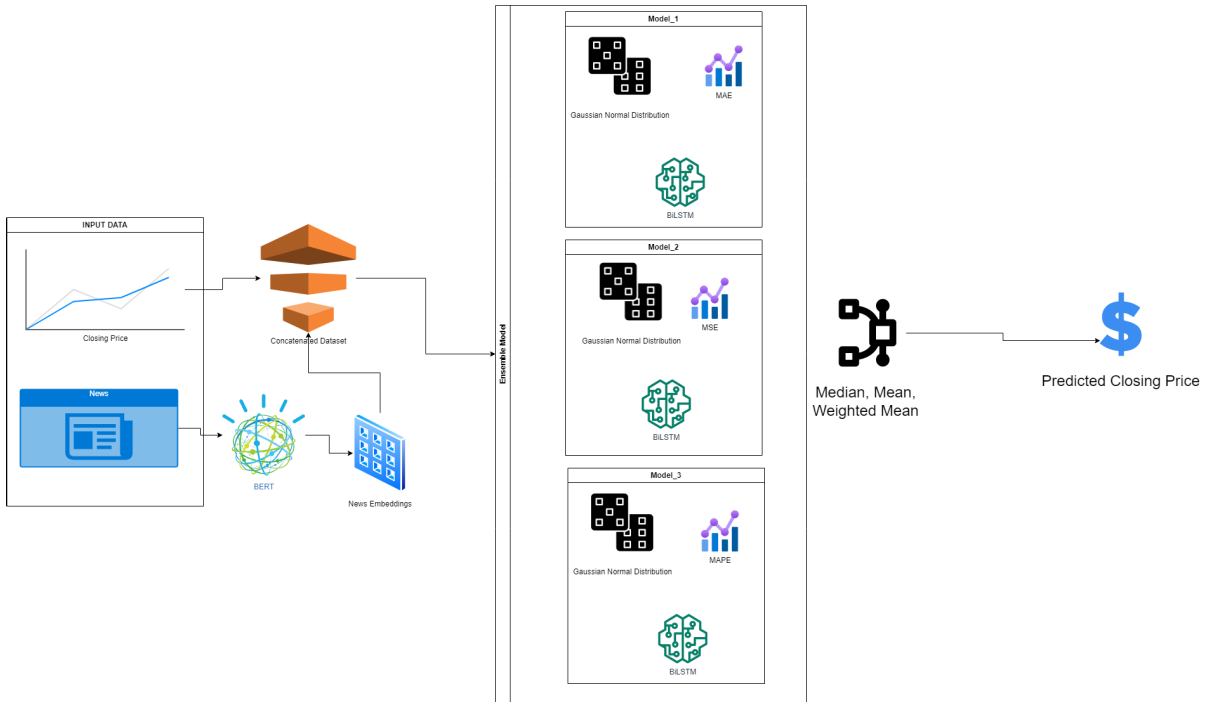 INPUT DATA
Closing Price
News
BERT
News Embeddings
Concatenated Dataset
Ensemble Model
Model_1
Gaussian Normal Distribution
MAE
BiLSTM
Model_2
Gaussian Normal Distribution
MSE
BiLSTM
Model_3
Gaussian Normal Distribution
MAPE
BiLSTM
Median, Mean,
Weighted Mean
Predicted Closing Price